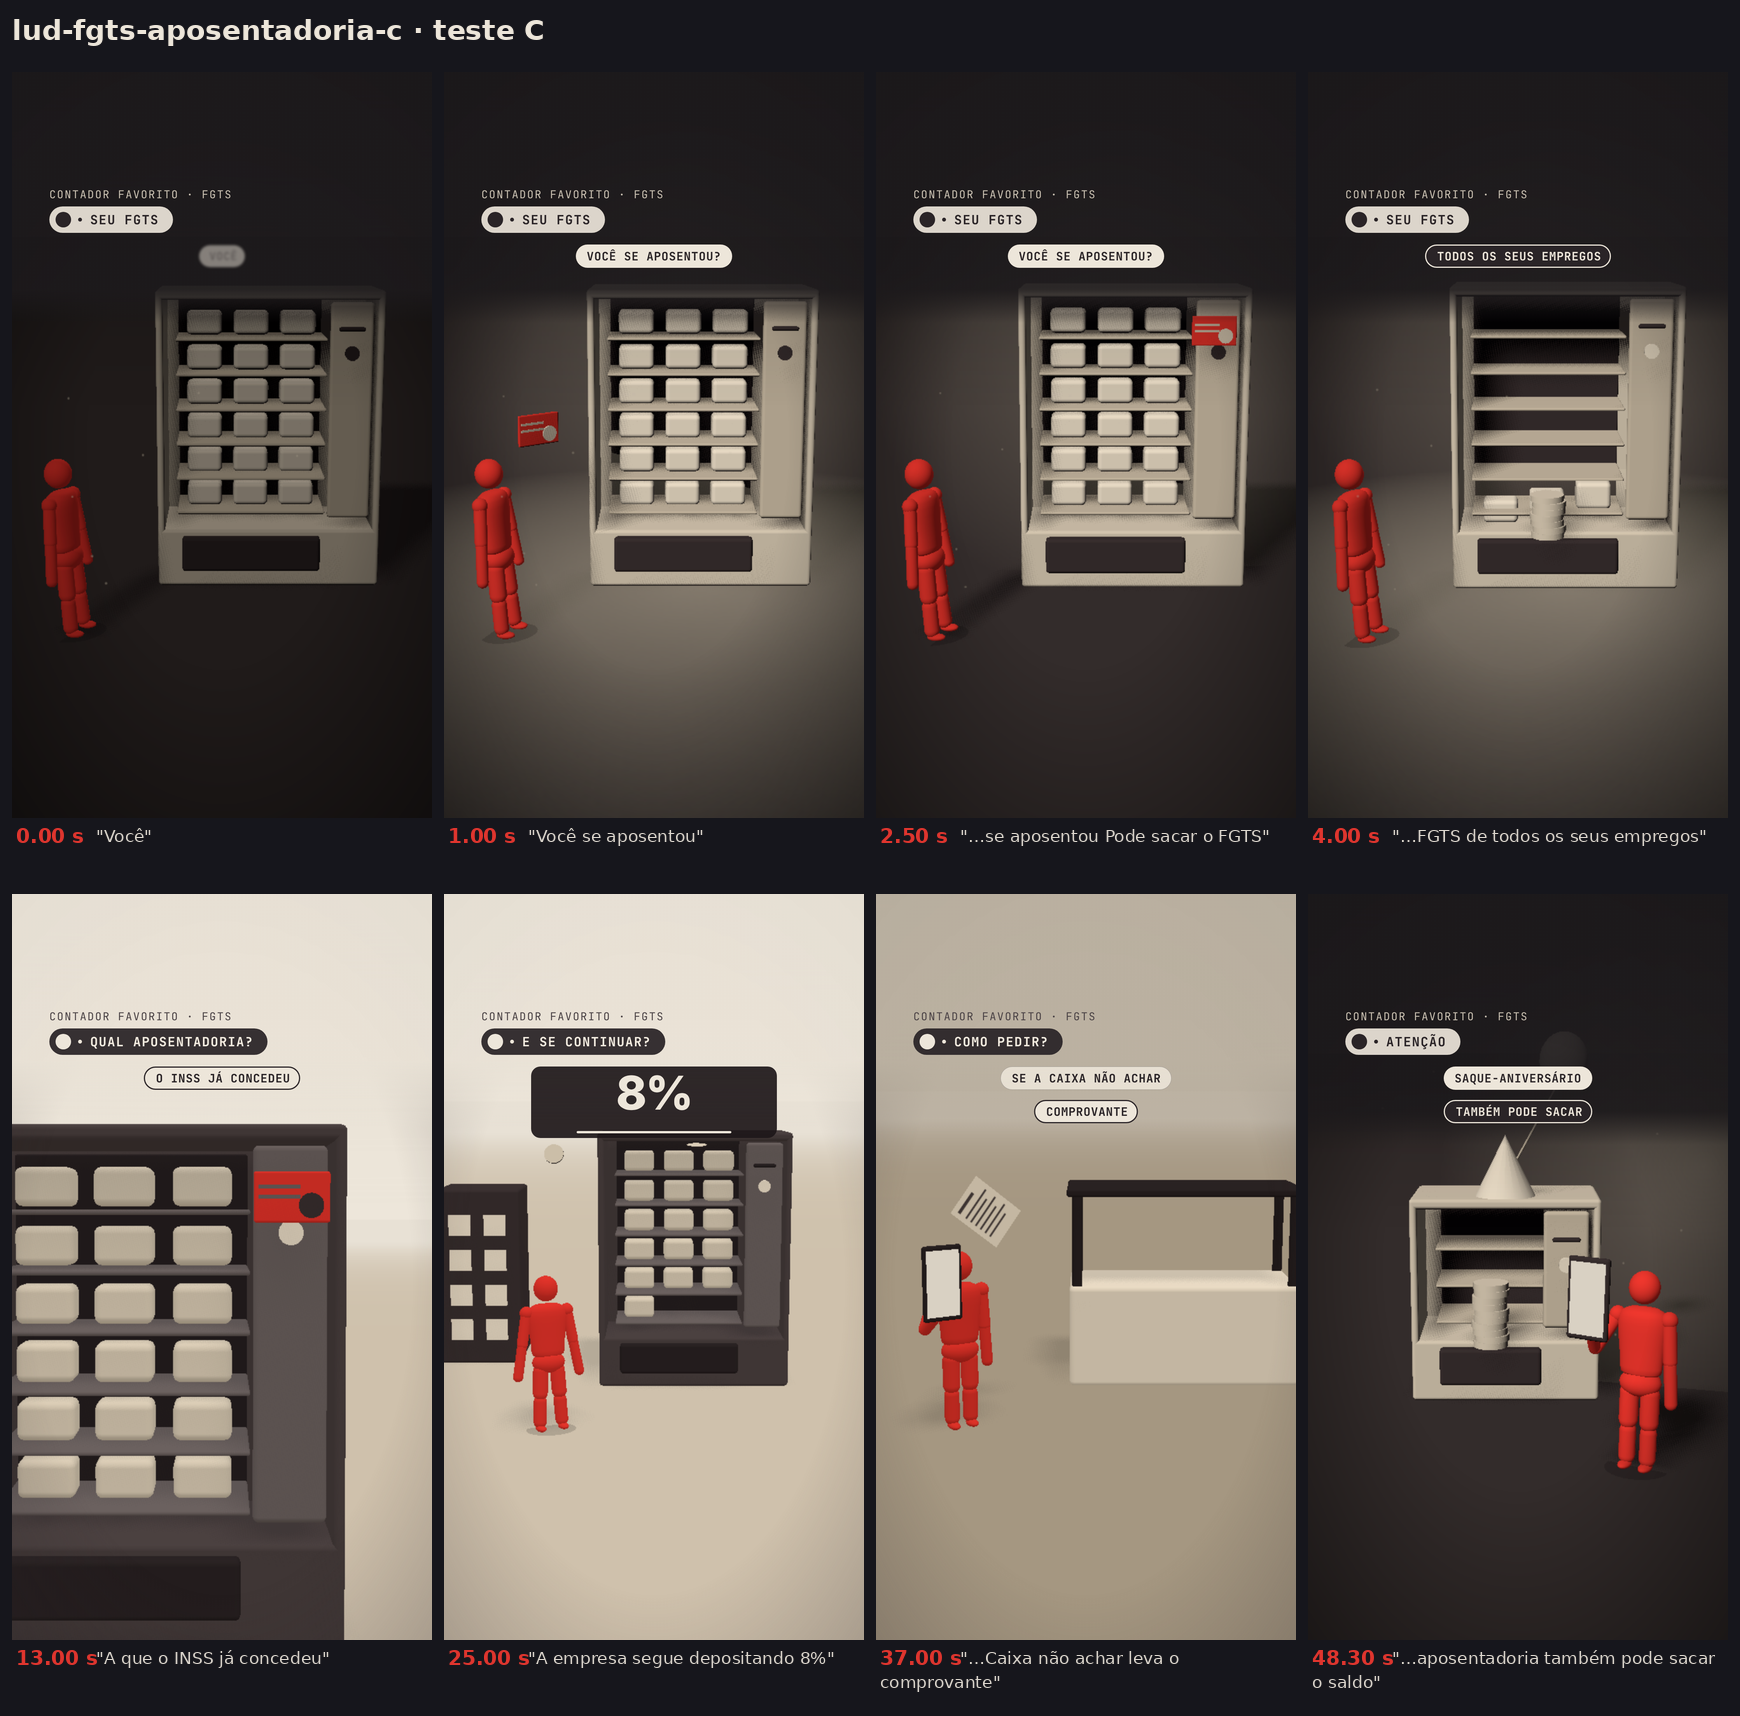 lud-fgts-aposentadoria-c · teste C
CONTADOR FAVORITO · FGTS
• SEU FGTS
VOCÊ
0.00 s "Você"
CONTADOR FAVORITO · FGTS
• SEU FGTS
VOCÊ SE APOSENTOU?
1.00 s "Você se aposentou"
CONTADOR FAVORITO · FGTS
• SEU FGTS
VOCÊ SE APOSENTOU?
2.50 s "...se aposentou Pode sacar o FGTS"
CONTADOR FAVORITO · FGTS
• SEU FGTS
TODOS OS SEUS EMPREGOS
4.00 s "...FGTS de todos os seus empregos"
CONTADOR FAVORITO · FGTS
• QUAL APOSENTADORIA?
O INSS JÁ CONCEDEU
13.00 s "A que o INSS já concedeu"
CONTADOR FAVORITO · FGTS
• E SE CONTINUAR?
8%
25.00 s "A empresa segue depositando 8%"
CONTADOR FAVORITO · FGTS
• COMO PEDIR?
SE A CAIXA NÃO ACHAR
COMPROVANTE
37.00 s "...Caixa não achar leva o
comprovante"
CONTADOR FAVORITO · FGTS
• ATENÇÃO
SAQUE-ANIVERSÁRIO
TAMBÉM PODE SACAR
48.30 s "...aposentadoria também pode sacar
o saldo"